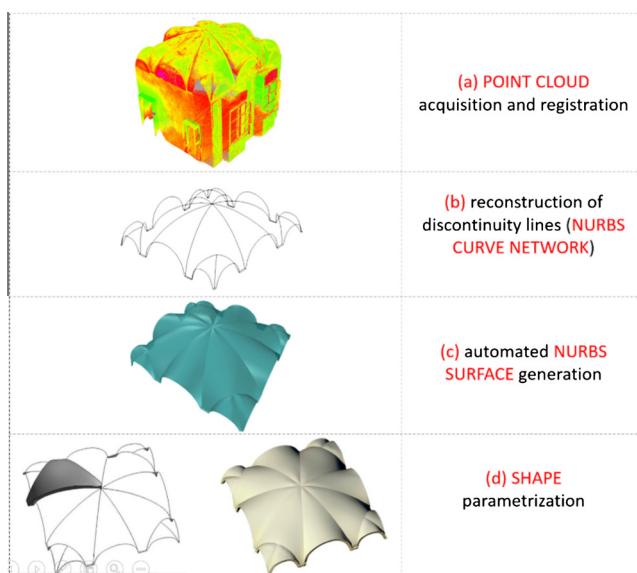 (a) POINT CLOUD
acquisition and registration
(b) reconstruction of
discontinuity lines (NURBS
CURVE NETWORK)
(c) automated NURBS
SURFACE generation
(d) SHAPE
parametrization